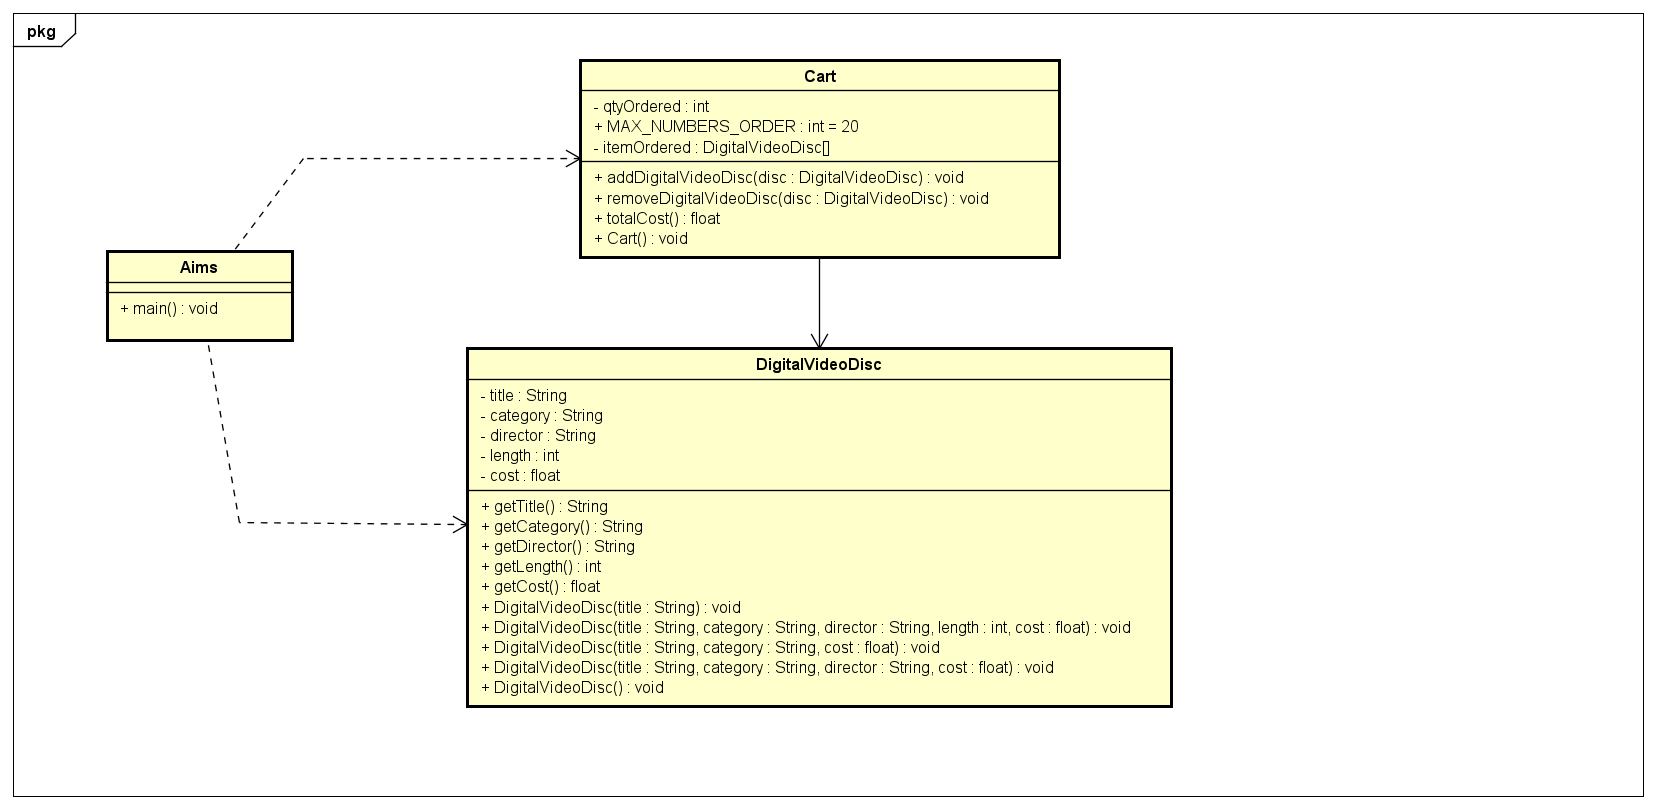 pkg
Cart
- qtyOrdered : int
+ MAX_NUMBERS_ORDER : int = 20
- itemOrdered : DigitalVideoDisc[]
+ addDigitalVideoDisc(disc : DigitalVideoDisc) : void
+ removeDigitalVideoDisc(disc : DigitalVideoDisc) : void
+ totalCost() : float
+ Cart() : void
Aims
+ main() : void
DigitalVideoDisc
- title : String
- category : String
- director : String
- length : int
- cost : float
+ getTitle() : String
+ getCategory() : String
+ getDirector() : String
+ getLength() : int
+ getCost() : float
+ DigitalVideoDisc(title : String) : void
+ DigitalVideoDisc(title : String, category : String, director : String, length : int, cost : float) : void
+ DigitalVideoDisc(title : String, category : String, cost : float) : void
+ DigitalVideoDisc(title : String, category : String, director : String, cost : float) : void
+ DigitalVideoDisc() : void